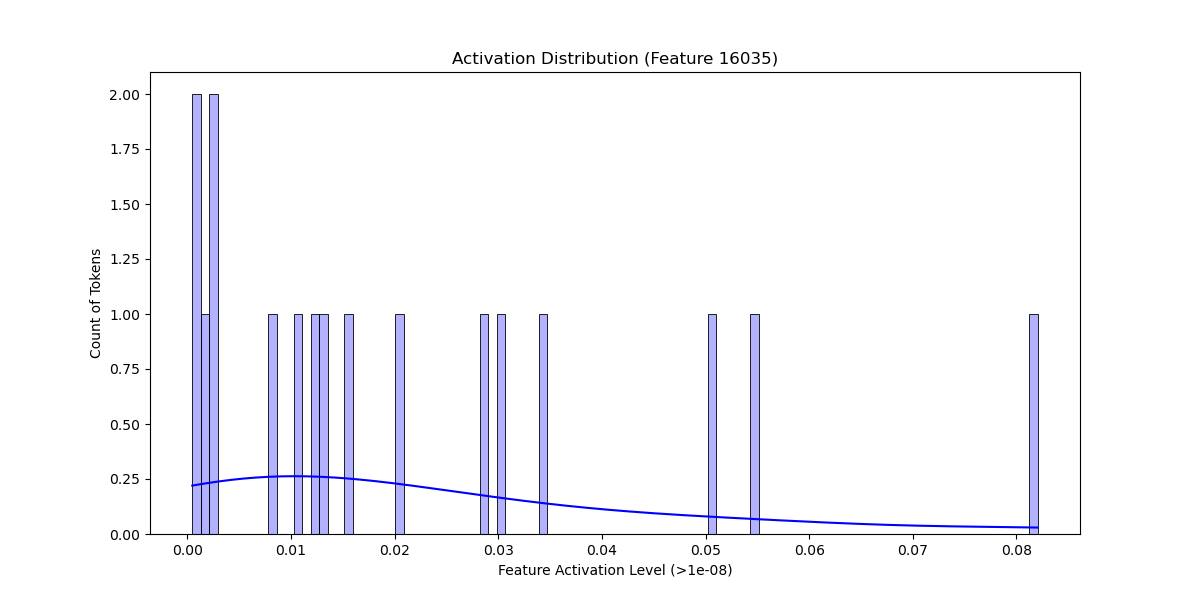 Activation Distribution (Feature 16035)
2.00
1.75
1.50
1.25
1.00
0.75
0.50
0.25
0.00
Count of Tokens
0.00 0.01 0.02 0.03 0.04 0.05 0.06 0.07 0.08
Feature Activation Level (>1e-08)